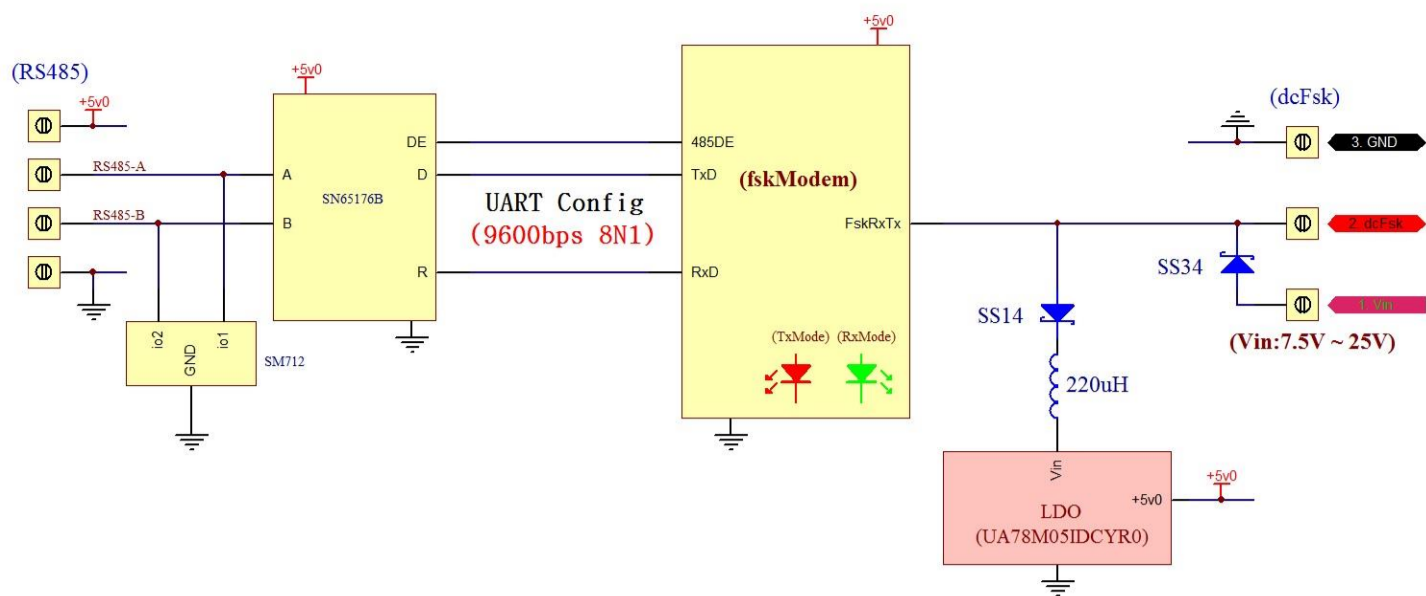 (RS485)
+5v0
RS485-A
RS485-B
io2
GND
io1
SM712
+5v0
DE
D
A
SN65176B
B
R
UART Config
(9600bps 8N1)
+5v0
485DE
TxD
(fskModem)
FskRxTx
RxD
(TxMode)
(RxMode)
(dcFsk)
3. GND
2. dcFsk
SS34
1. Vin
(Vin:7.5V ~ 25V)
SS14
220uH
Vin
+5v0
LDO
(UA78M05IDCYR0)
+5v0